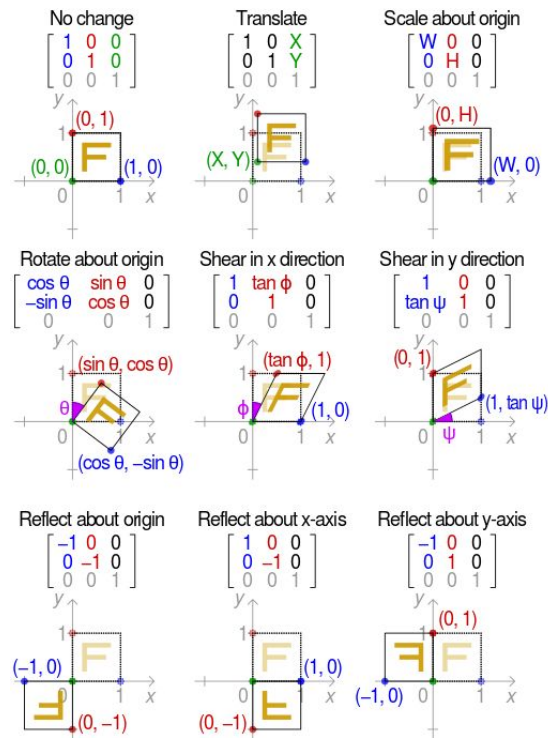 No change
Translate
Scale about origin
1 0 0
0 1 0
0 0 1
1 0 X
0 1 Y
0 0 1
W 0 0
0 H 0
0 0 1
y
1
(0, 1)
F
(0, 0)
(1, 0)
0
1
x
y
1
F
F
(X, Y)
0
1
x
y
(0, H)
1
F
F
(W, 0)
0
1
x
Rotate about origin
Shear in x direction
Shear in y direction
cos θ sin θ 0
−sin θ cos θ 0
0 0 1
1 tan ϕ 0
0 1 0
0 0 1
1 0 0
tan ψ 1 0
0 0 1
y
(sin θ, cos θ)
1
θ
F
F
0
1
x
(cos θ, −sin θ)
y
(tan ϕ, 1)
1
ϕ
F
F
(1, 0)
0
1
x
y
(0, 1)
1
F
F
(1, tan ψ)
ψ
0
1
x
Reflect about origin
Reflect about x-axis
Reflect about y-axis
−1 0 0
0 −1 0
0 0 1
1 0 0
0 −1 0
0 0 1
−1 0 0
0 1 0
0 0 1
y
1
F
(−1, 0)
0
1
x
F
(0, −1)
y
1
F
(1, 0)
0
1
x
F
(0, −1)
y
(0, 1)
1
F
F
(−1, 0)
0
1
x